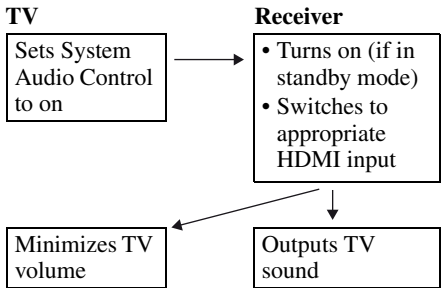 TV
Receiver
Sets System
Audio Control
to on
• Turns on (if in
standby mode)
• Switches to
appropriate
HDMI input
Minimizes TV
volume
Outputs TV
sound